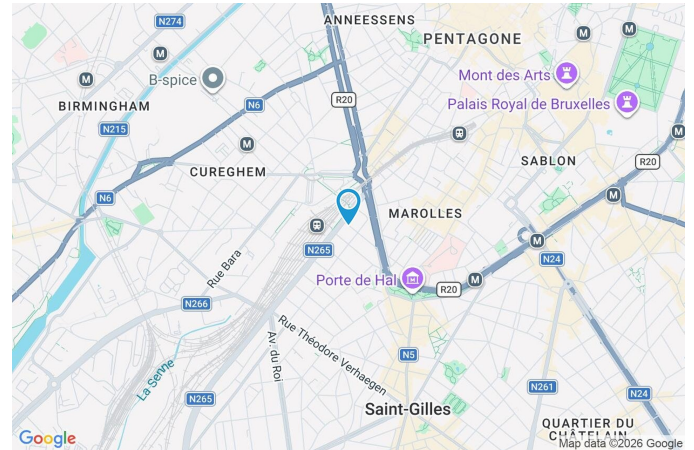 ANNEESSENS
N274
M
PENTAGONE
M
M
Mont des Arts
B-spice
M
R20
Palais Royal de Bruxelles
BIRMINGHAM
N6
N215
M
M
SABLON
R20
CUREGHEM
N6
MAROLLES
M
N265
N24
Rue Bara
Porte de Hal
M
R20
N266
Rue Théodore Verhaegen
N5
La Senne
Av. du Roi
N261
N24
N265
Saint-Gilles
QUARTIER DU
CHÂTELAIN
Google
Map data ©2026 Google